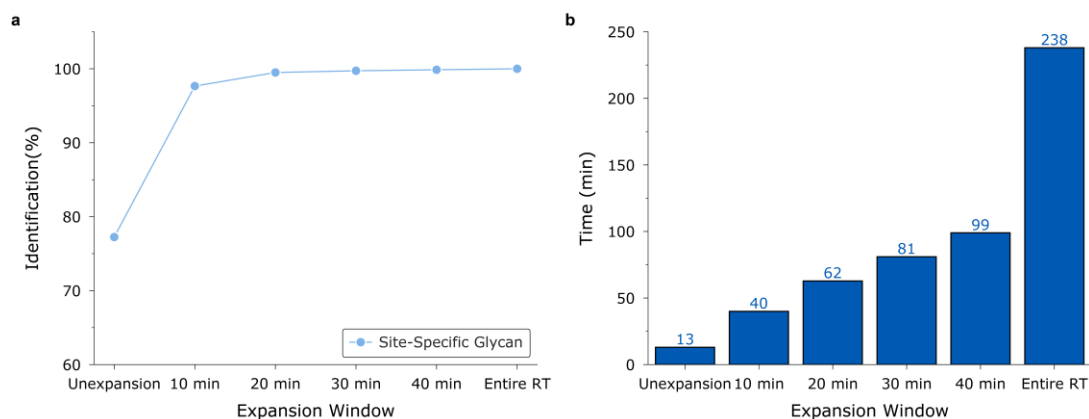 a
100
90
80
70
60
Identification(%)
Site-Specific Glycan
Unexpansion 10 min 20 min 30 min 40 min Entire RT
Expansion Window
b
250
200
150
100
50
0
Time (min)
13 40 62 81 99 238
Unexpansion 10 min 20 min 30 min 40 min Entire RT
Expansion Window